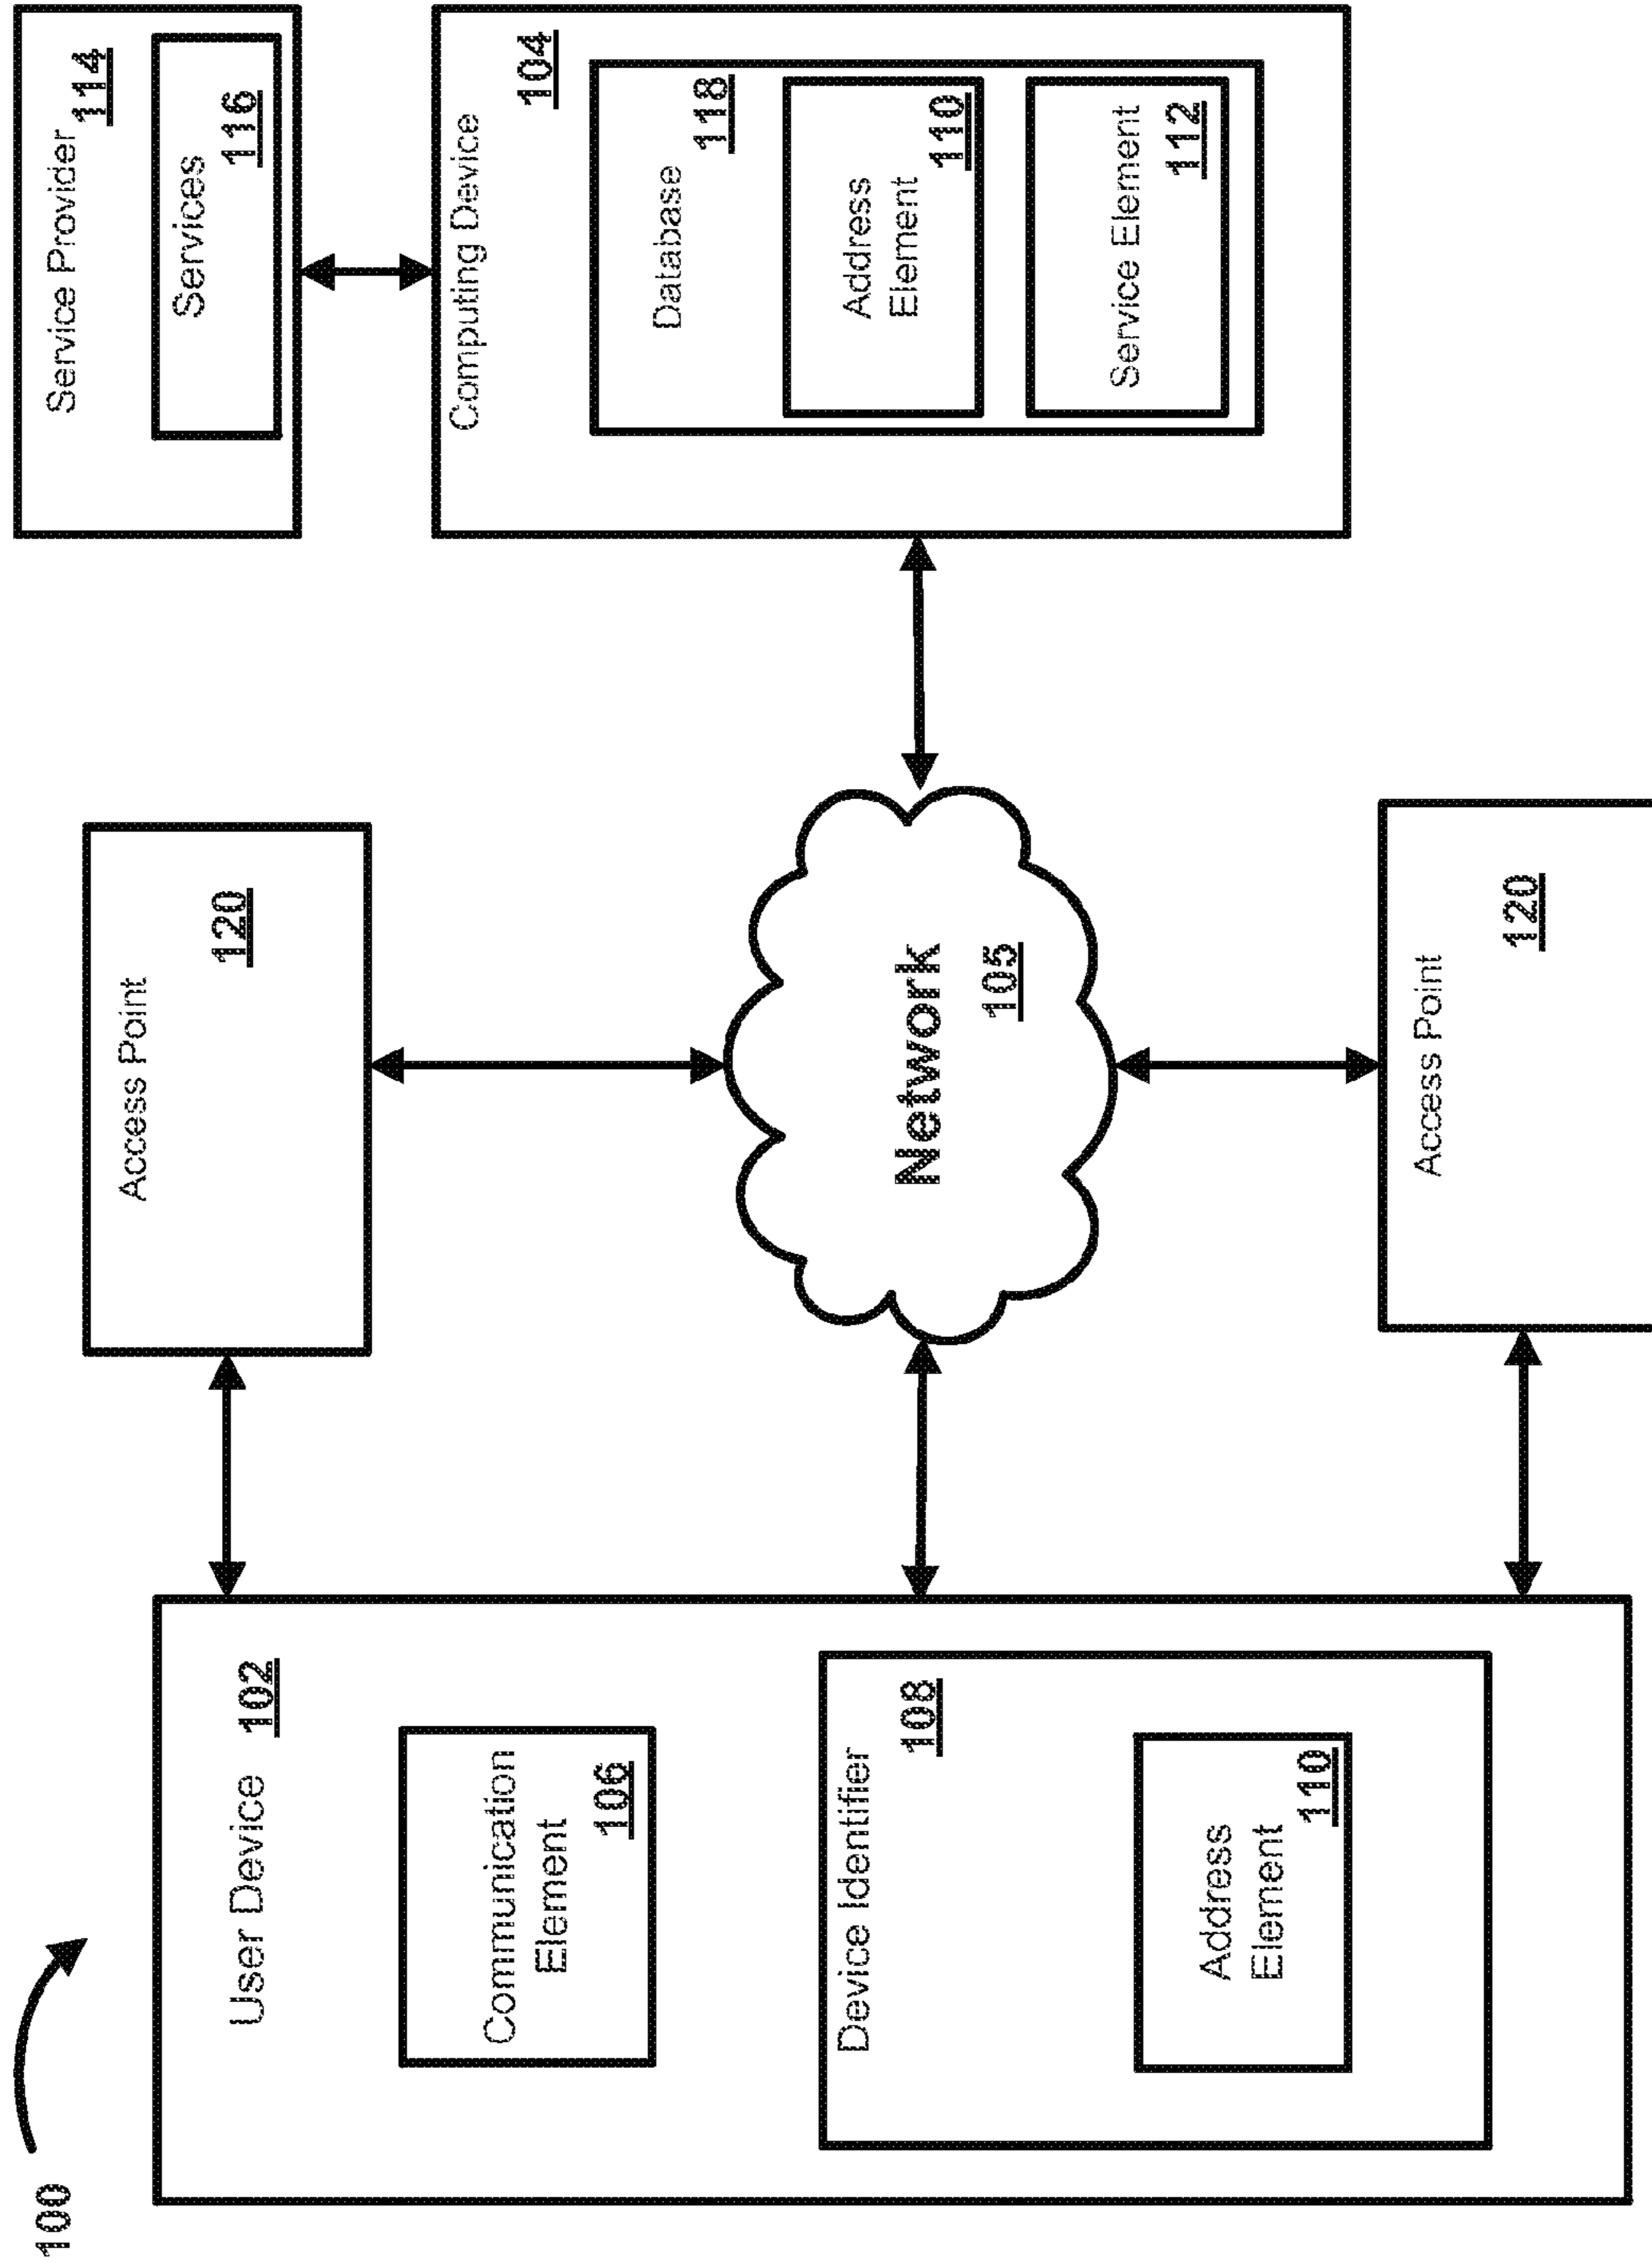 100
User Device
102
Communication
Element
106
Device Identifier
108
Address
Element
110
Access Point
120
Network
105
Access Point
120
Service Provider
114
Services
116
Computing Device
104
Database
118
Address
Element
110
Service Element
112